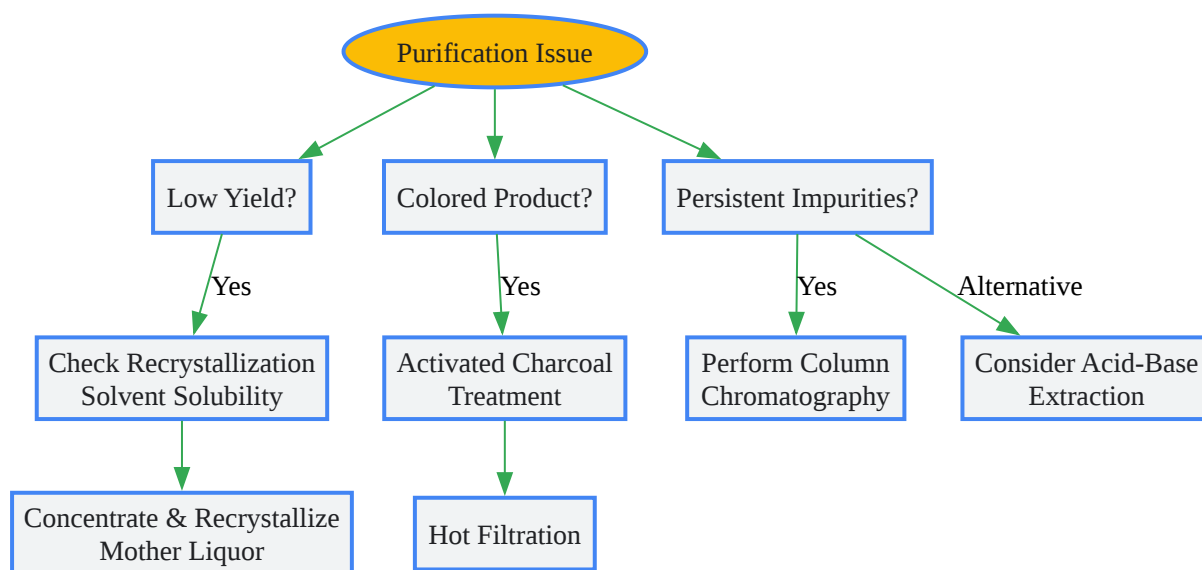 Purification Issue
Low Yield?
Colored Product?
Persistent Impurities?
Yes
Yes
Yes
Alternative
Check Recrystallization
Solvent Solubility
Activated Charcoal
Treatment
Perform Column
Chromatography
Consider Acid-Base
Extraction
Concentrate & Recrystallize
Mother Liquor
Hot Filtration